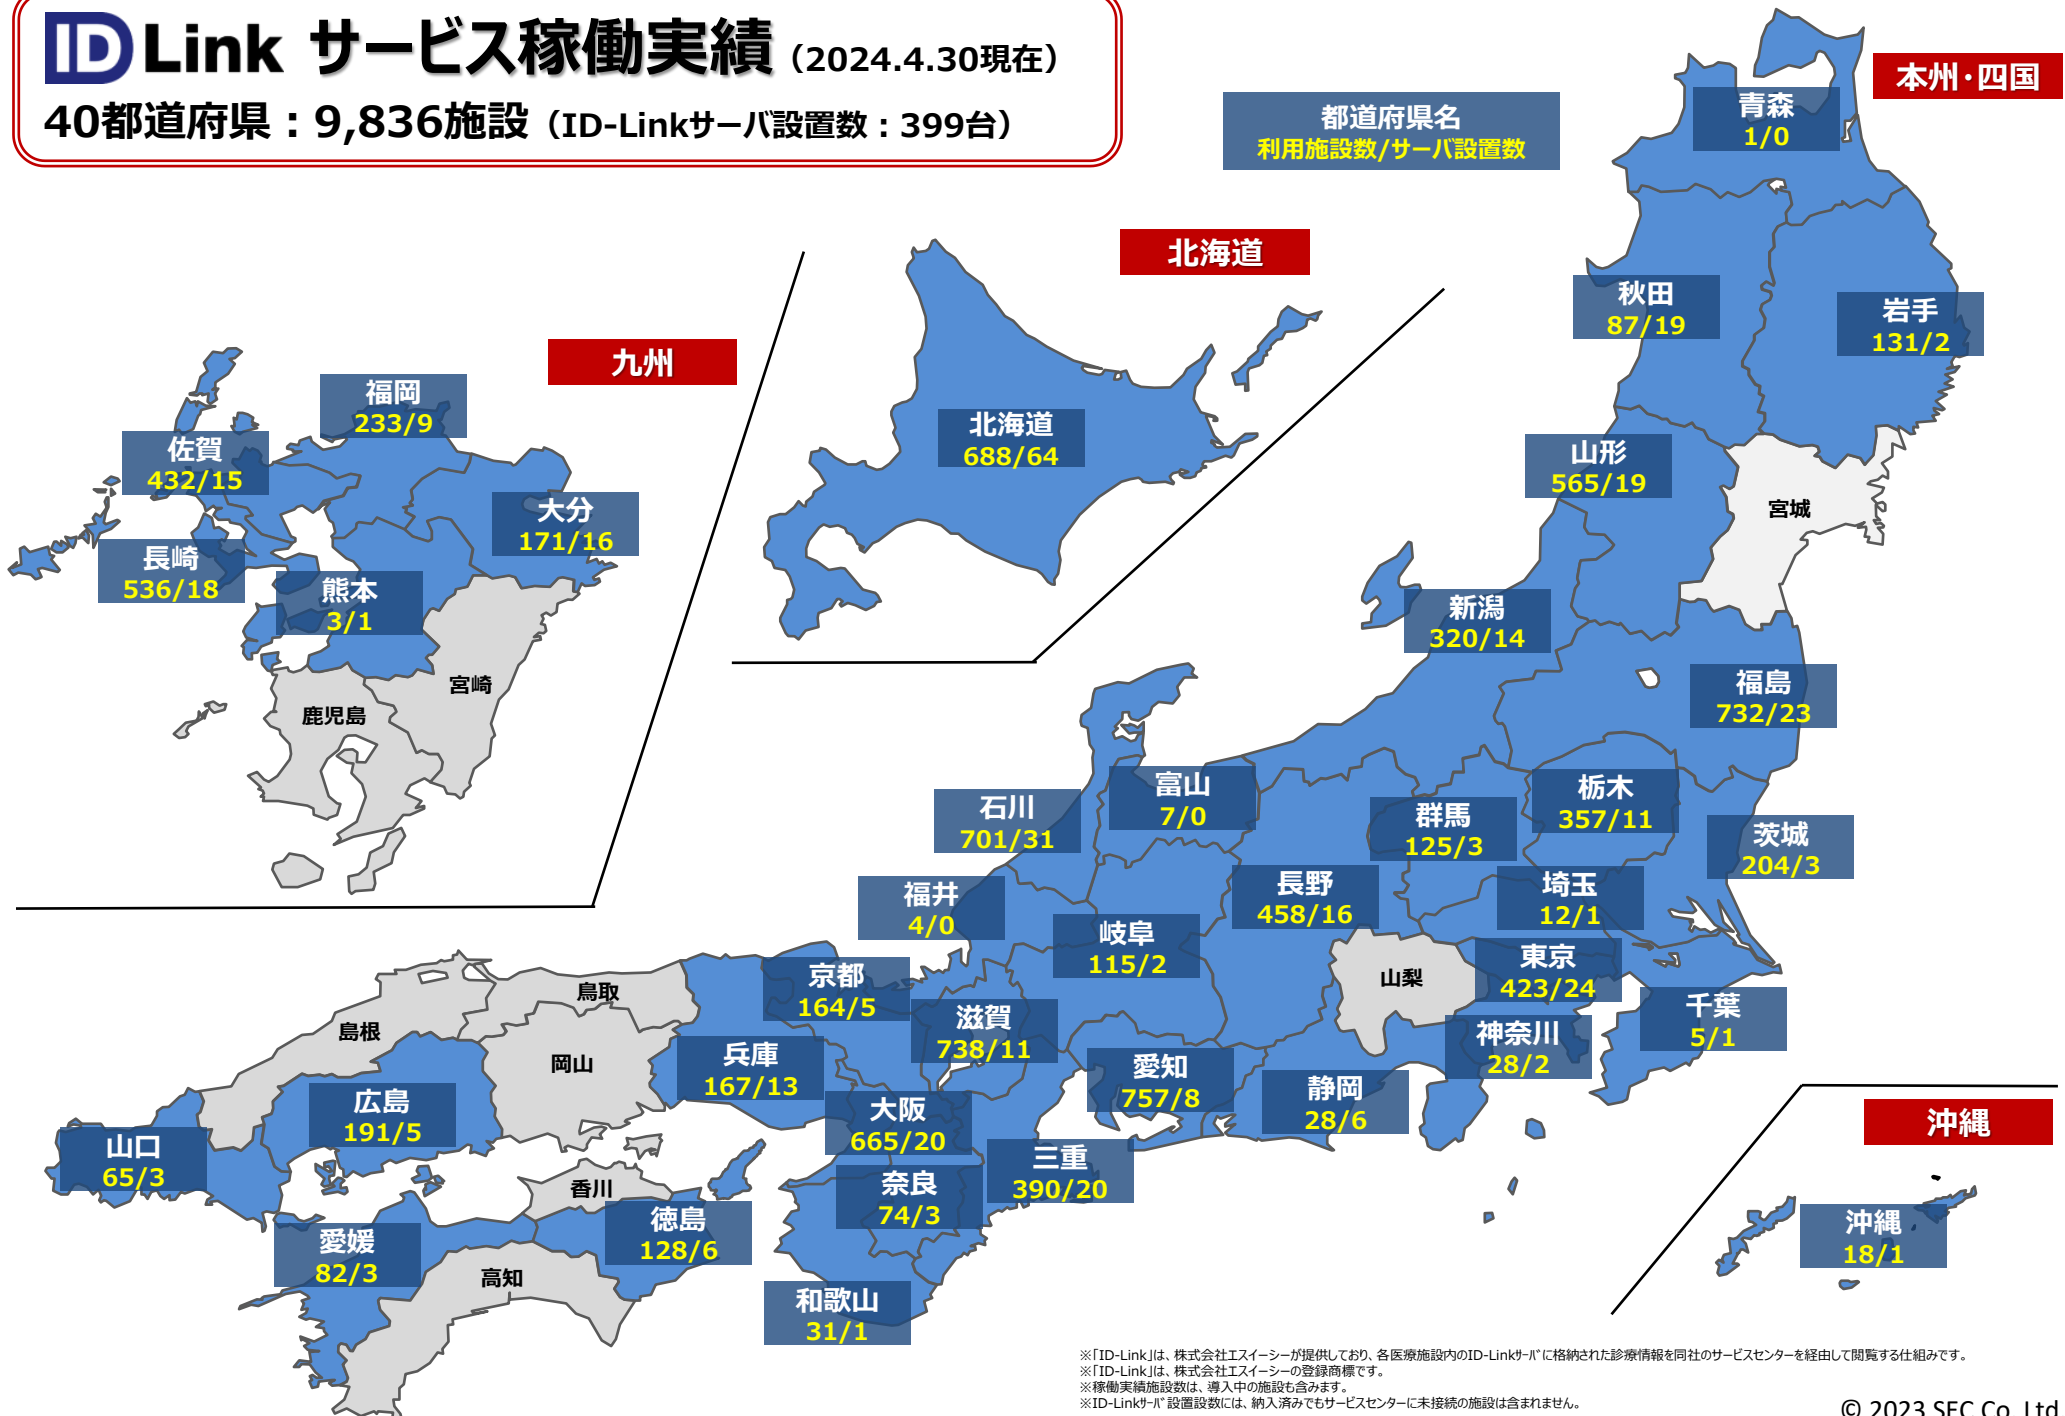 ID Link サービス稼働実績（2024.4.30現在）
40都道府県：9,836施設（ID-Linkサーバ設置数：399台）
都道府県名
利用施設数/サーバ設置数
本州・四国
青森
1/0
秋田
87/19
岩手
131/2
山形
565/19
宮城
新潟
320/14
福島
732/23
北海道
北海道
688/64
九州
福岡
233/9
佐賀
432/15
大分
171/16
長崎
536/18
熊本
3/1
宮崎
鹿児島
富山
7/0
石川
701/31
栃木
357/11
群馬
125/3
茨城
204/3
福井
4/0
長野
458/16
埼玉
12/1
岐阜
115/2
山梨
東京
423/24
千葉
5/1
京都
164/5
滋賀
738/11
神奈川
28/2
鳥取
島根
岡山
兵庫
167/13
愛知
757/8
静岡
28/6
広島
191/5
大阪
665/20
山口
65/3
三重
390/20
奈良
74/3
香川
徳島
128/6
愛媛
82/3
高知
和歌山
31/1
沖縄
沖縄
18/1
※「ID-Link」は、株式会社エスイーシーが提供しており、各医療施設内のID-Linkｻｰﾊﾞに格納された診療情報を同社のサービスセンターを経由して閲覧する仕組みです。
※「ID-Link」は、株式会社エスイーシーの登録商標です。
※稼働実績施設数は、導入中の施設も含みます。
※ID-Linkｻｰﾊﾞ設置設数には、納入済みでもサービスセンターに未接続の施設は含まれません。
© 2023 SEC Co.,Ltd